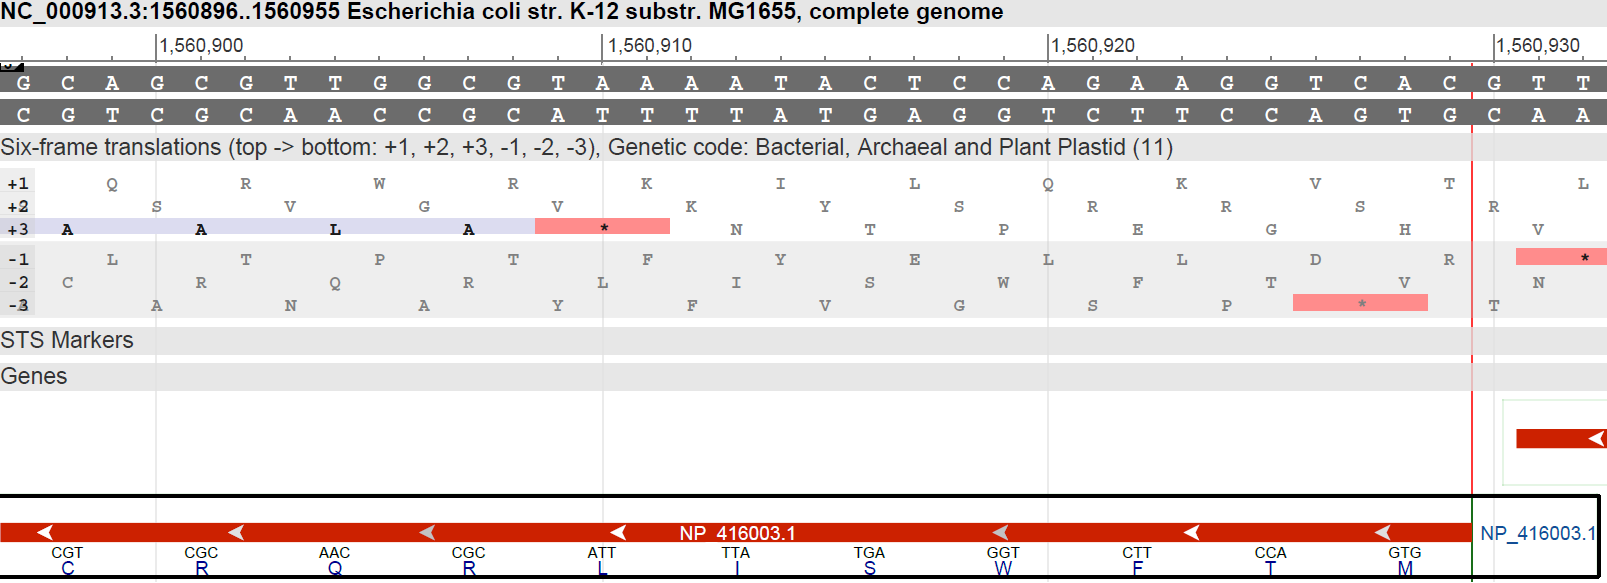 NC_000913.3:1560896..1560955 Escherichia coli str. K-12 substr. MG1655, complete genome
1,560,900 1,560,910 1,560,920 1,560,930
G C A G C G T T G G C G T A A A A T A C T C C A G A A G G T C A C G T T
C G T C G C A A C C G C A T T T T A T G A G G T C T T C C A G T G C A A
Six-frame translations (top -> bottom: +1, +2, +3, -1, -2, -3), Genetic code: Bacterial, Archaeal and Plant Plastid (11)
+1 Q R W R K I L Q K V T L
+2 S V G V K Y S R R S R
+3 A A L A * N T P E G H V
-1 L T P T F Y E L L D R *
-2 C R Q R L I S W F T V N
-3 A N A Y F V G S P * T
STS Markers
Genes
NP_416003.1 NP_416003.1
CGT CGC AAC CGC ATT TTA TGA GGT CTT CCA GTG
C R Q R L I S W F T M